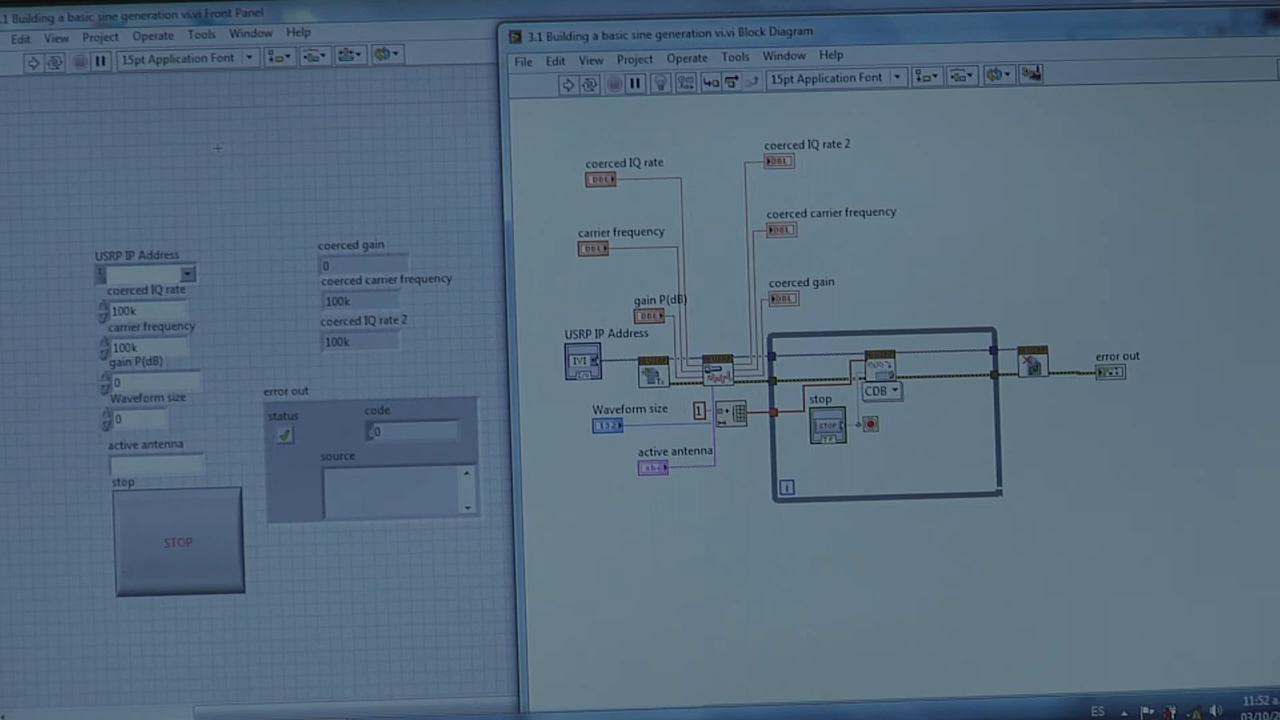 .1 Building a basic sine generation vi.vi Front Panel
Edit View Project Operate Tools Window Help
15pt Application Font
USRP IP Address
coerced IQ rate
100k
carrier frequency
100k
gain P(dB)
0
Waveform size
0
active antenna
stop
STOP
coerced gain
0
coerced carrier frequency
100k
coerced IQ rate 2
100k
error out
status
code
0
source
3.1 Building a basic sine generation vi.vi Block Diagram
File Edit View Project Operate Tools Window Help
15pt Application Font
coerced IQ rate
DBL
carrier frequency
DBL
gain P(dB)
DBL
USRP IP Address
IVI
Waveform size
I32
active antenna
abc
1
coerced IQ rate 2
DBL
coerced carrier frequency
DBL
coerced gain
DBL
CDB
stop
STOP
TF
i
error out
ES
11:52 a
03/10/2